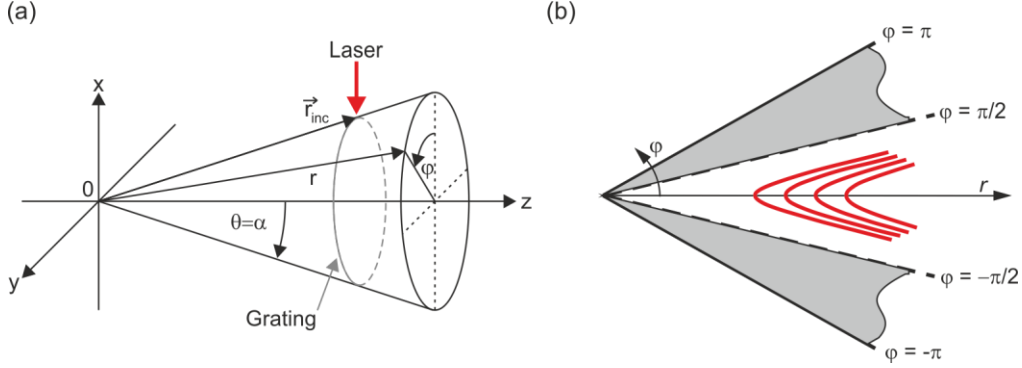 (a)
Laser
x
r⃗inc
0
r
φ
z
θ=α
y
Grating
(b)
φ = π
φ = π/2
φ
r
φ = −π/2
φ = -π